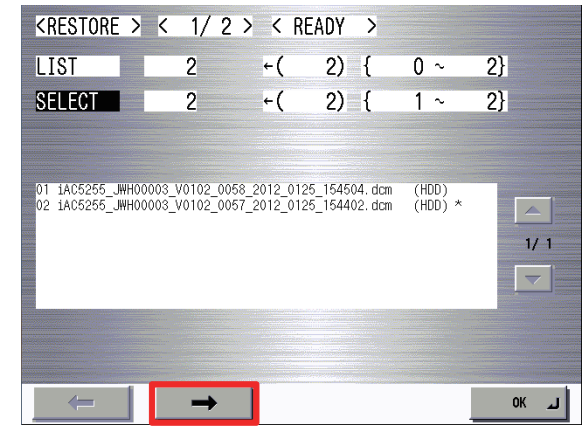 <RESTORE > < 1/ 2 > < READY >
LIST 2 ←( 2) { 0 ~ 2}
SELECT 2 ←( 2) { 1 ~ 2}
01 iAC5255_JWH00003_V0102_0058_2012_0125_154504.dcm (HDD)
02 iAC5255_JWH00003_V0102_0057_2012_0125_154402.dcm (HDD) *
1/ 1
OK